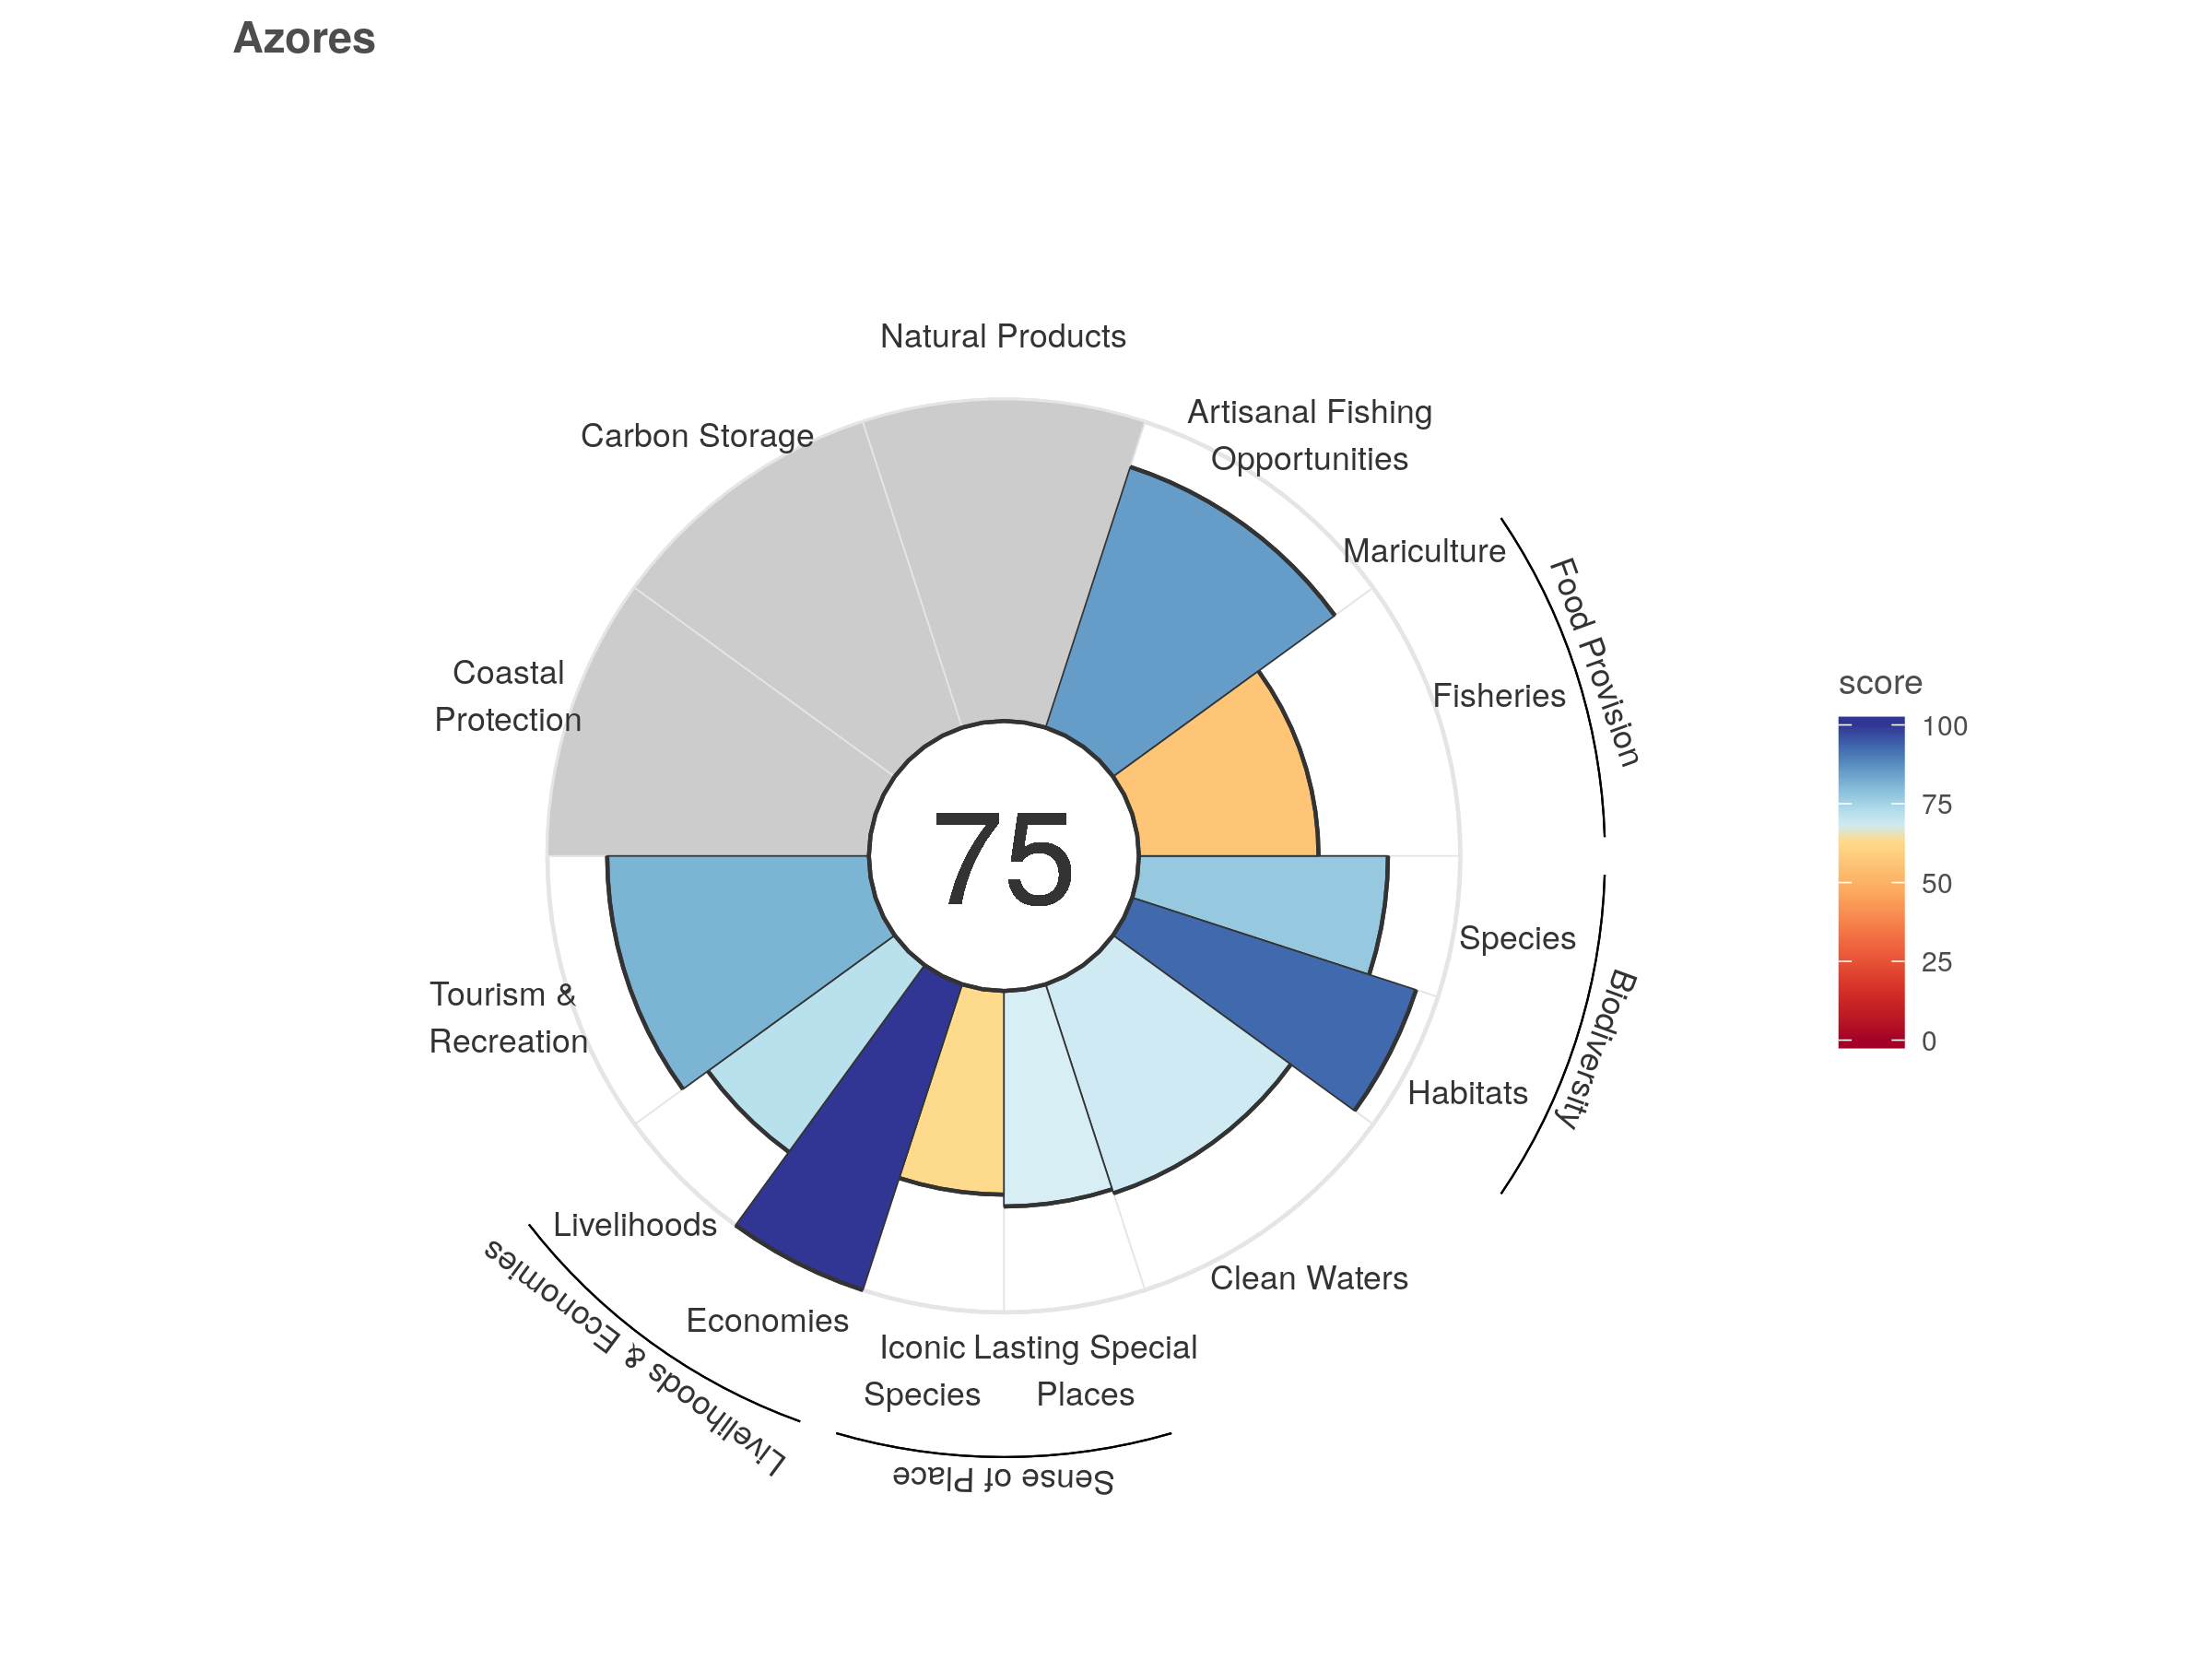 Azores
Natural Products
Artisanal Fishing
Opportunities
Carbon Storage
Mariculture
Food Provision
Fisheries
Coastal
Protection
score
100
75
50
25
0
75
Species
Biodiversity
Habitats
Tourism &
Recreation
Livelihoods
Clean Waters
Economies
Iconic
Species
Lasting Special
Places
Livelihoods & Economies
Sense of Place